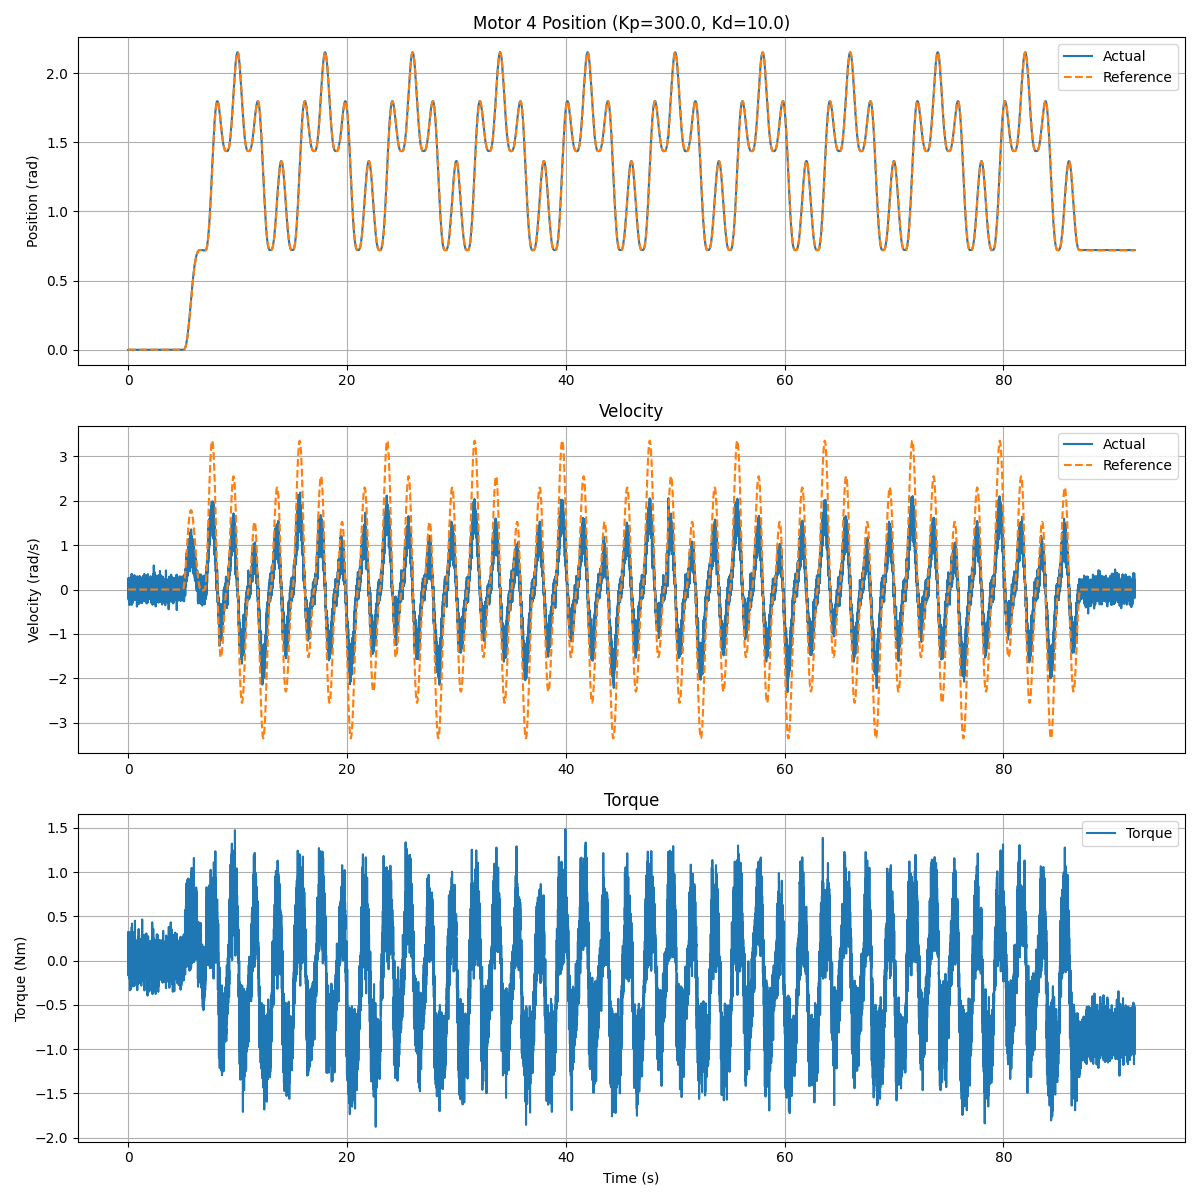 Motor 4 Position (Kp=300.0, Kd=10.0)
Position (rad)
2.0
1.5
1.0
0.5
0.0
Actual
Reference
0 20 40 60 80
Velocity
Velocity (rad/s)
3
2
1
0
−1
−2
−3
Actual
Reference
0 20 40 60 80
Torque
Torque (Nm)
1.5
1.0
0.5
0.0
−0.5
−1.0
−1.5
−2.0
Torque
0 20 40 60 80
Time (s)